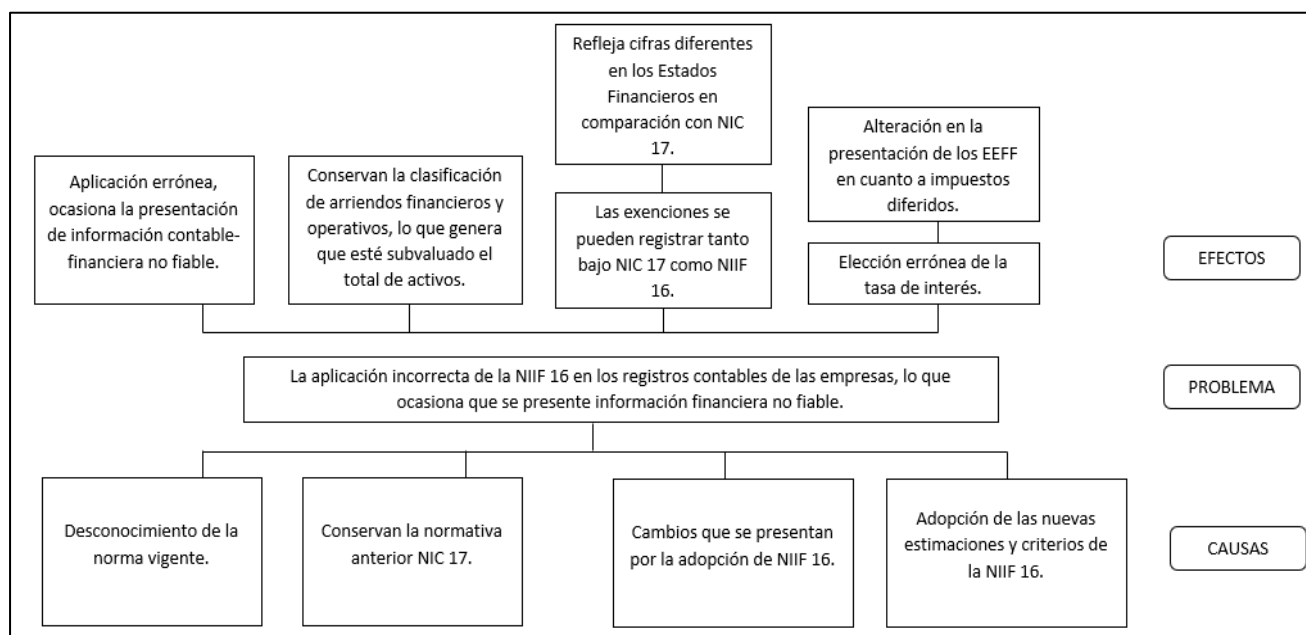 Refleja cifras diferentes
en los Estados
Financieros en
comparación con NIC
17.
Alteración en la
presentación de los EEFF
en cuanto a impuestos
diferidos.
Aplicación errónea,
ocasiona la presentación
de información contable-
financiera no fiable.
Conservan la clasificación
de arriendos financieros y
operativos, lo que genera
que esté subvaluado el
total de activos.
Las exenciones se
pueden registrar tanto
bajo NIC 17 como NIIF
16.
Elección errónea de la
tasa de interés.
EFECTOS
La aplicación incorrecta de la NIIF 16 en los registros contables de las empresas, lo que
ocasiona que se presente información financiera no fiable.
PROBLEMA
Desconocimiento de la
norma vigente.
Conservan la normativa
anterior NIC 17.
Cambios que se presentan
por la adopción de NIIF 16.
Adopción de las nuevas
estimaciones y criterios de
la NIIF 16.
CAUSAS